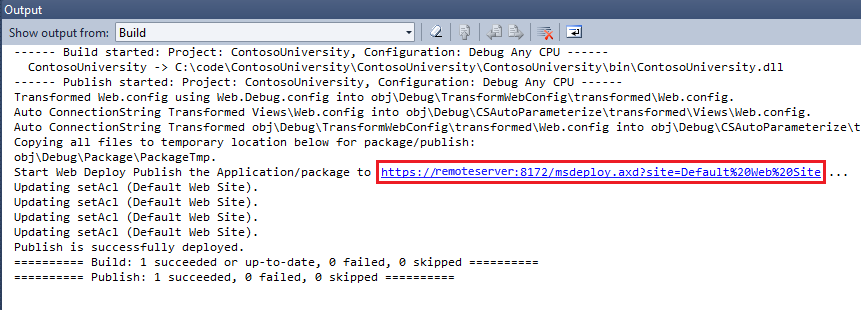 Output
Show output from: Build
------ Build started: Project: ContosoUniversity, Configuration: Debug Any CPU ------
ContosoUniversity -> C:\code\ContosoUniversity\ContosoUniversity\ContosoUniversity\bin\ContosoUniversity.dll
------ Publish started: Project: ContosoUniversity, Configuration: Debug Any CPU ------
Transformed Web.config using Web.Debug.config into obj\Debug\TransformWebConfig\transformed\Web.config.
Auto ConnectionString Transformed Views\Web.config into obj\Debug\CSAutoParameterize\transformed\Views\Web.config.
Auto ConnectionString Transformed obj\Debug\TransformWebConfig\transformed\Web.config into obj\Debug\CSAutoParameterize\t
Copying all files to temporary location below for package/publish:
obj\Debug\Package\PackageTmp.
Start Web Deploy Publish the Application/package to https://remoteserver:8172/msdeploy.axd?site=Default%20Web%20Site ...
Updating setAcl (Default Web Site).
Updating setAcl (Default Web Site).
Updating setAcl (Default Web Site).
Updating setAcl (Default Web Site).
Publish is successfully deployed.
========== Build: 1 succeeded or up-to-date, 0 failed, 0 skipped ==========
========== Publish: 1 succeeded, 0 failed, 0 skipped ==========